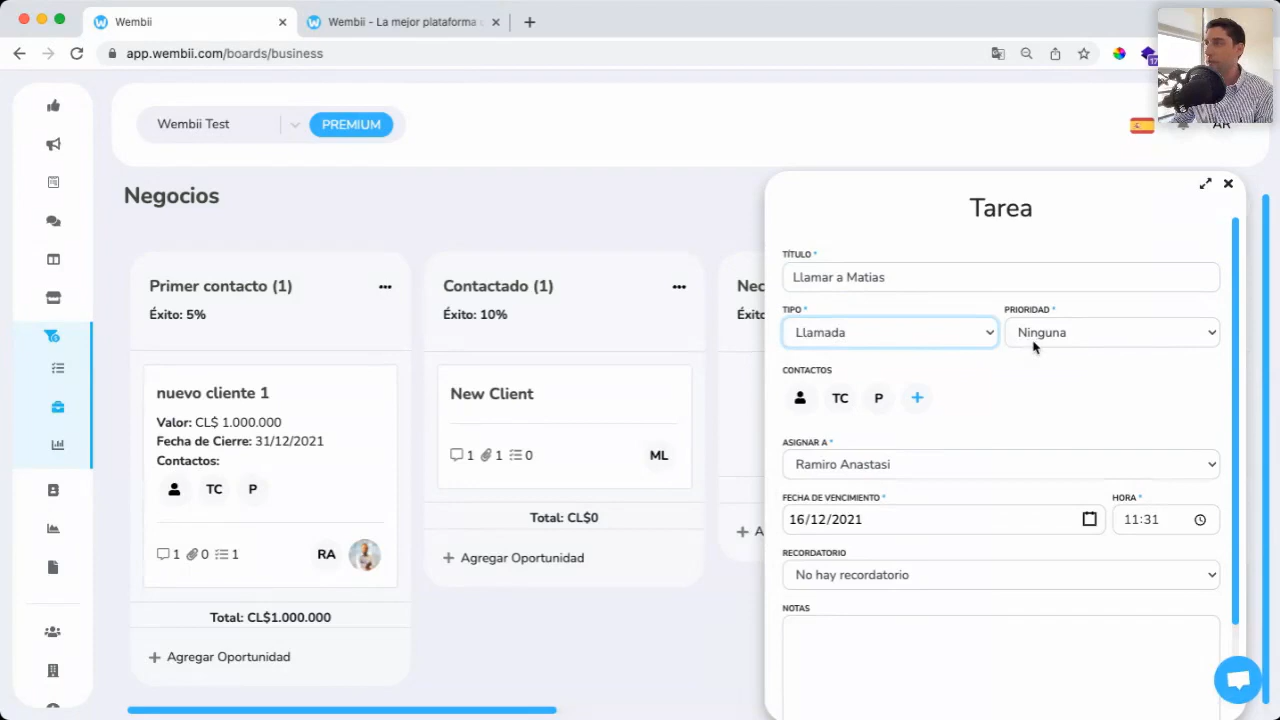 Wembii
Wembii - La mejor plataforma
app.wembii.com/boards/business
17
Wembii Test
PREMIUM
AR
Negocios
Primer contacto (1)
Éxito: 5%
nuevo cliente 1
Valor: CL$ 1.000.000
Fecha de Cierre: 31/12/2021
Contactos:
TC
P
1
0
1
RA
Total: CL$1.000.000
Agregar Oportunidad
Contactado (1)
Éxito: 10%
New Client
1
1
0
ML
Total: CL$0
Agregar Oportunidad
Nec
Éxito
A
Tarea
TÍTULO *
Llamar a Matias
TIPO * PRIORIDAD *
Llamada Ninguna
CONTACTOS
TC P +
ASIGNAR A *
Ramiro Anastasi
FECHA DE VENCIMIENTO * HORA *
16/12/2021 11:31
RECORDATORIO
No hay recordatorio
NOTAS